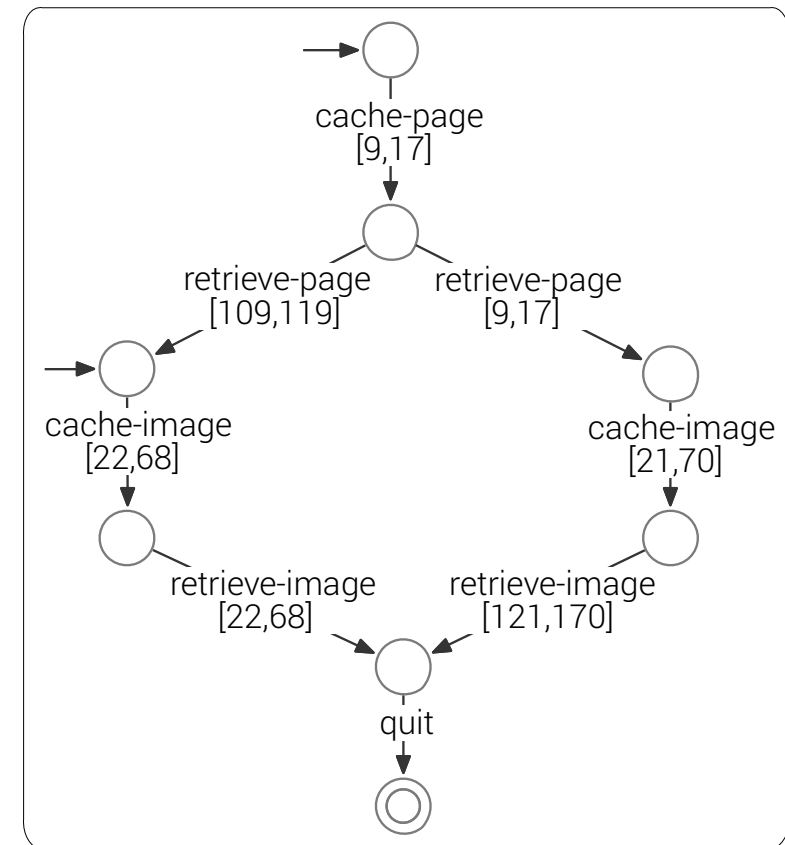 cache-page
[9,17]
retrieve-page
[109,119]
retrieve-page
[9,17]
cache-image
[22,68]
cache-image
[21,70]
retrieve-image
[22,68]
retrieve-image
[121,170]
quit